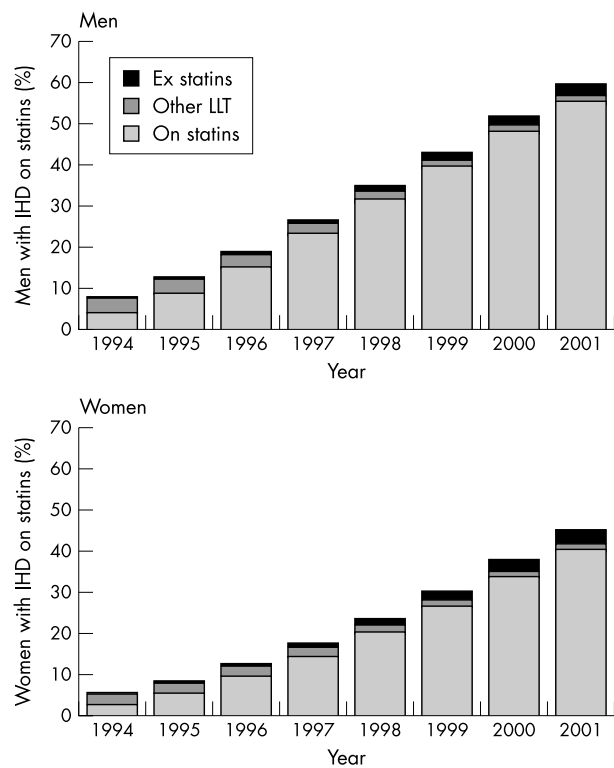 Men
Men with IHD on statins (%)
70
60
50
40
30
20
10
0
Ex statins
Other LLT
On statins
1994 1995 1996 1997 1998 1999 2000 2001
Year
Women
Women with IHD on statins (%)
70
60
50
40
30
20
10
0
1994 1995 1996 1997 1998 1999 2000 2001
Year